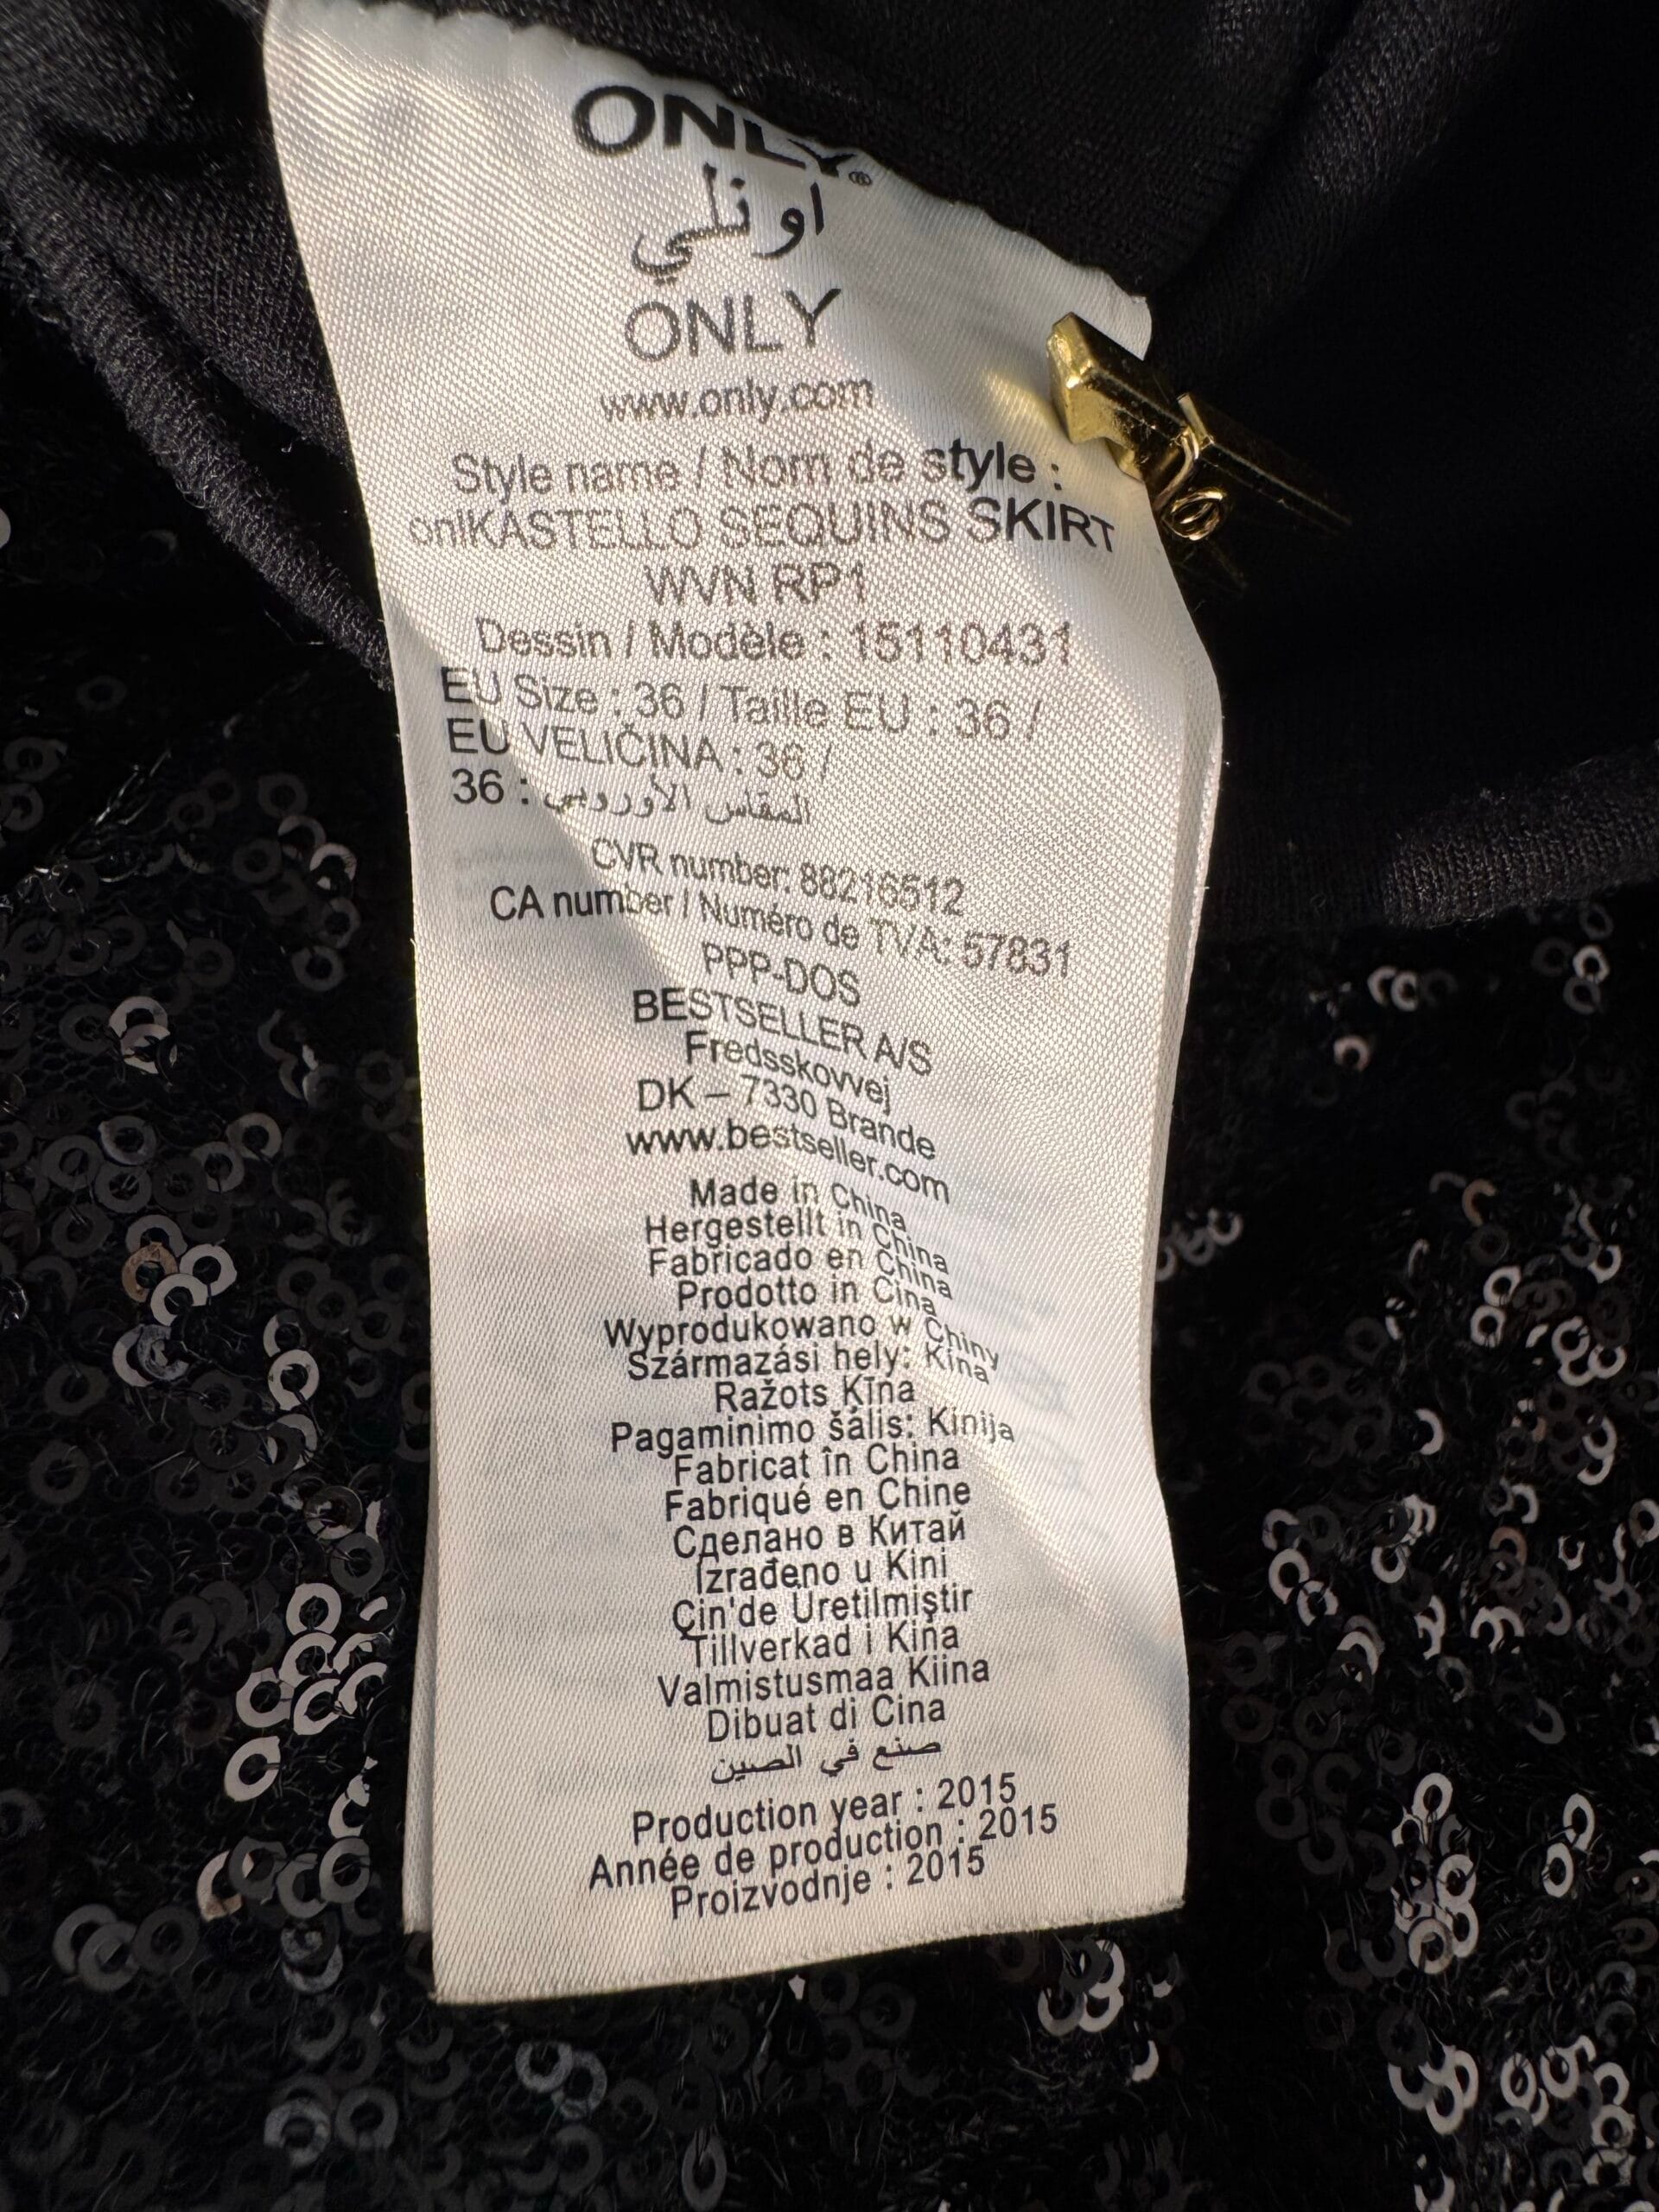 ONLY®
اونلي
ONLY
www.only.com
Style name / Nom de style :
onlKASTELLO SEQUINS SKIRT
WVN RP1
Dessin / Modèle : 15110431
EU Size : 36 / Taille EU : 36 /
EU VELIČINA : 36 /
المقاس الأوروبي : 36
CVR number: 88216512
CA number / Numéro de TVA: 57831
PPP-DOS
BESTSELLER A/S
Fredsskovvej
DK – 7330 Brande
www.bestseller.com
Made in China
Hergestellt in China
Fabricado en China
Prodotto in Cina
Wyprodukowano w Chiny
Származási hely: Kína
Ražots Ķīna
Pagaminimo šális: Kinija
Fabricat în China
Fabriqué en Chine
Сделано в Китай
Izrađeno u Kini
Çin'de Üretilmiştir
Tillverkad i Kina
Valmistusmaa Kiina
Dibuat di Cina
صنع في الصين
Production year : 2015
Année de production : 2015
Proizvodnje : 2015